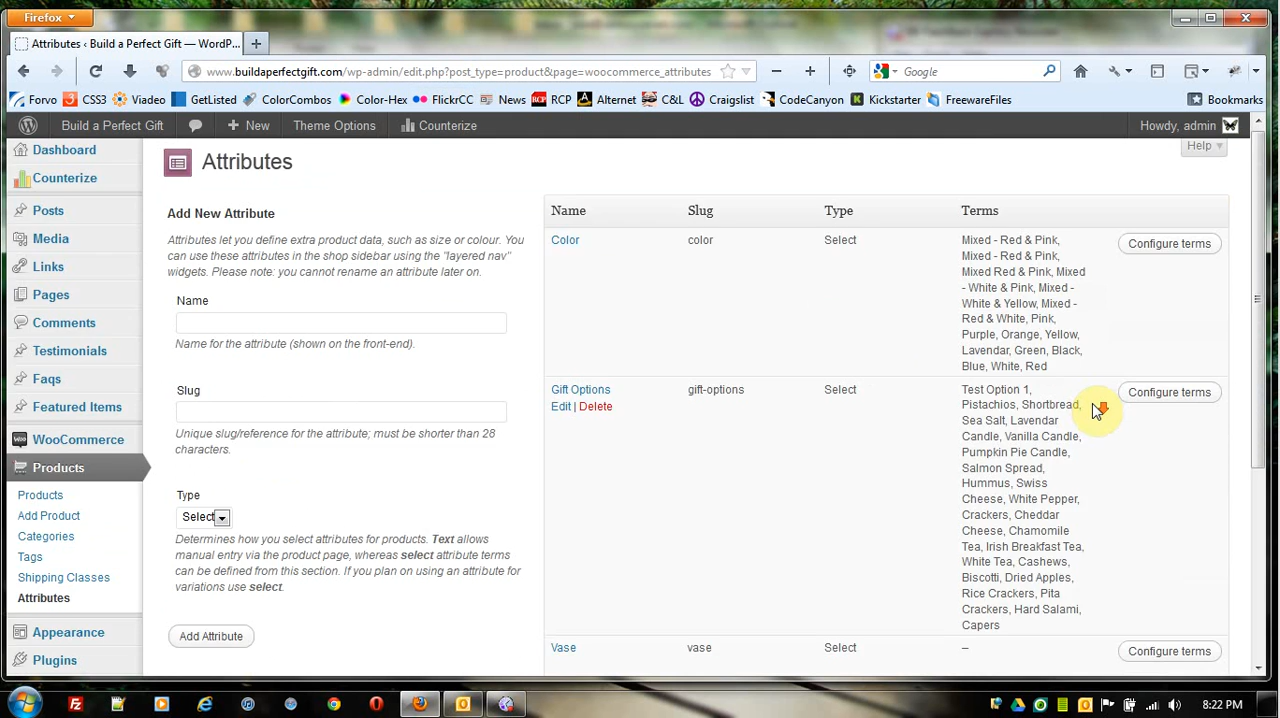 Firefox
Attributes ‹ Build a Perfect Gift — WordP...
www.buildaperfectgift.com/wp-admin/edit.php?post_type=product&page=woocommerce_attributes
Google
Forvo CSS3 Viadeo GetListed ColorCombos Color-Hex FlickrCC News RCP Alternet C&L Craigslist CodeCanyon Kickstarter FreewareFiles Bookmarks
Build a Perfect Gift + New Theme Options Counterize Howdy, admin
Help
Dashboard
Counterize
Posts
Media
Links
Pages
Comments
Testimonials
Faqs
Featured Items
WooCommerce
Products
Products
Add Product
Categories
Tags
Shipping Classes
Attributes
Appearance
Plugins
Attributes
Add New Attribute
Attributes let you define extra product data, such as size or colour. You
can use these attributes in the shop sidebar using the "layered nav"
widgets. Please note: you cannot rename an attribute later on.
Name
Name for the attribute (shown on the front-end).
Slug
Unique slug/reference for the attribute; must be shorter than 28
characters.
Type
Select
Determines how you select attributes for products. Text allows
manual entry via the product page, whereas select attribute terms
can be defined from this section. If you plan on using an attribute for
variations use select.
Add Attribute
Name Slug Type Terms
Color color Select
Mixed - Red & Pink,
Mixed - Red & Pink,
Mixed Red & Pink, Mixed
- White & Pink, Mixed -
White & Yellow, Mixed -
Red & White, Pink,
Purple, Orange, Yellow,
Lavendar, Green, Black,
Blue, White, Red
Configure terms
Gift Options gift-options Select
Edit | Delete
Test Option 1,
Pistachios, Shortbread,
Sea Salt, Lavendar
Candle, Vanilla Candle,
Pumpkin Pie Candle,
Salmon Spread,
Hummus, Swiss
Cheese, White Pepper,
Crackers, Cheddar
Cheese, Chamomile
Tea, Irish Breakfast Tea,
White Tea, Cashews,
Biscotti, Dried Apples,
Rice Crackers, Pita
Crackers, Hard Salami,
Capers
Configure terms
Vase vase Select –
Configure terms
8:22 PM